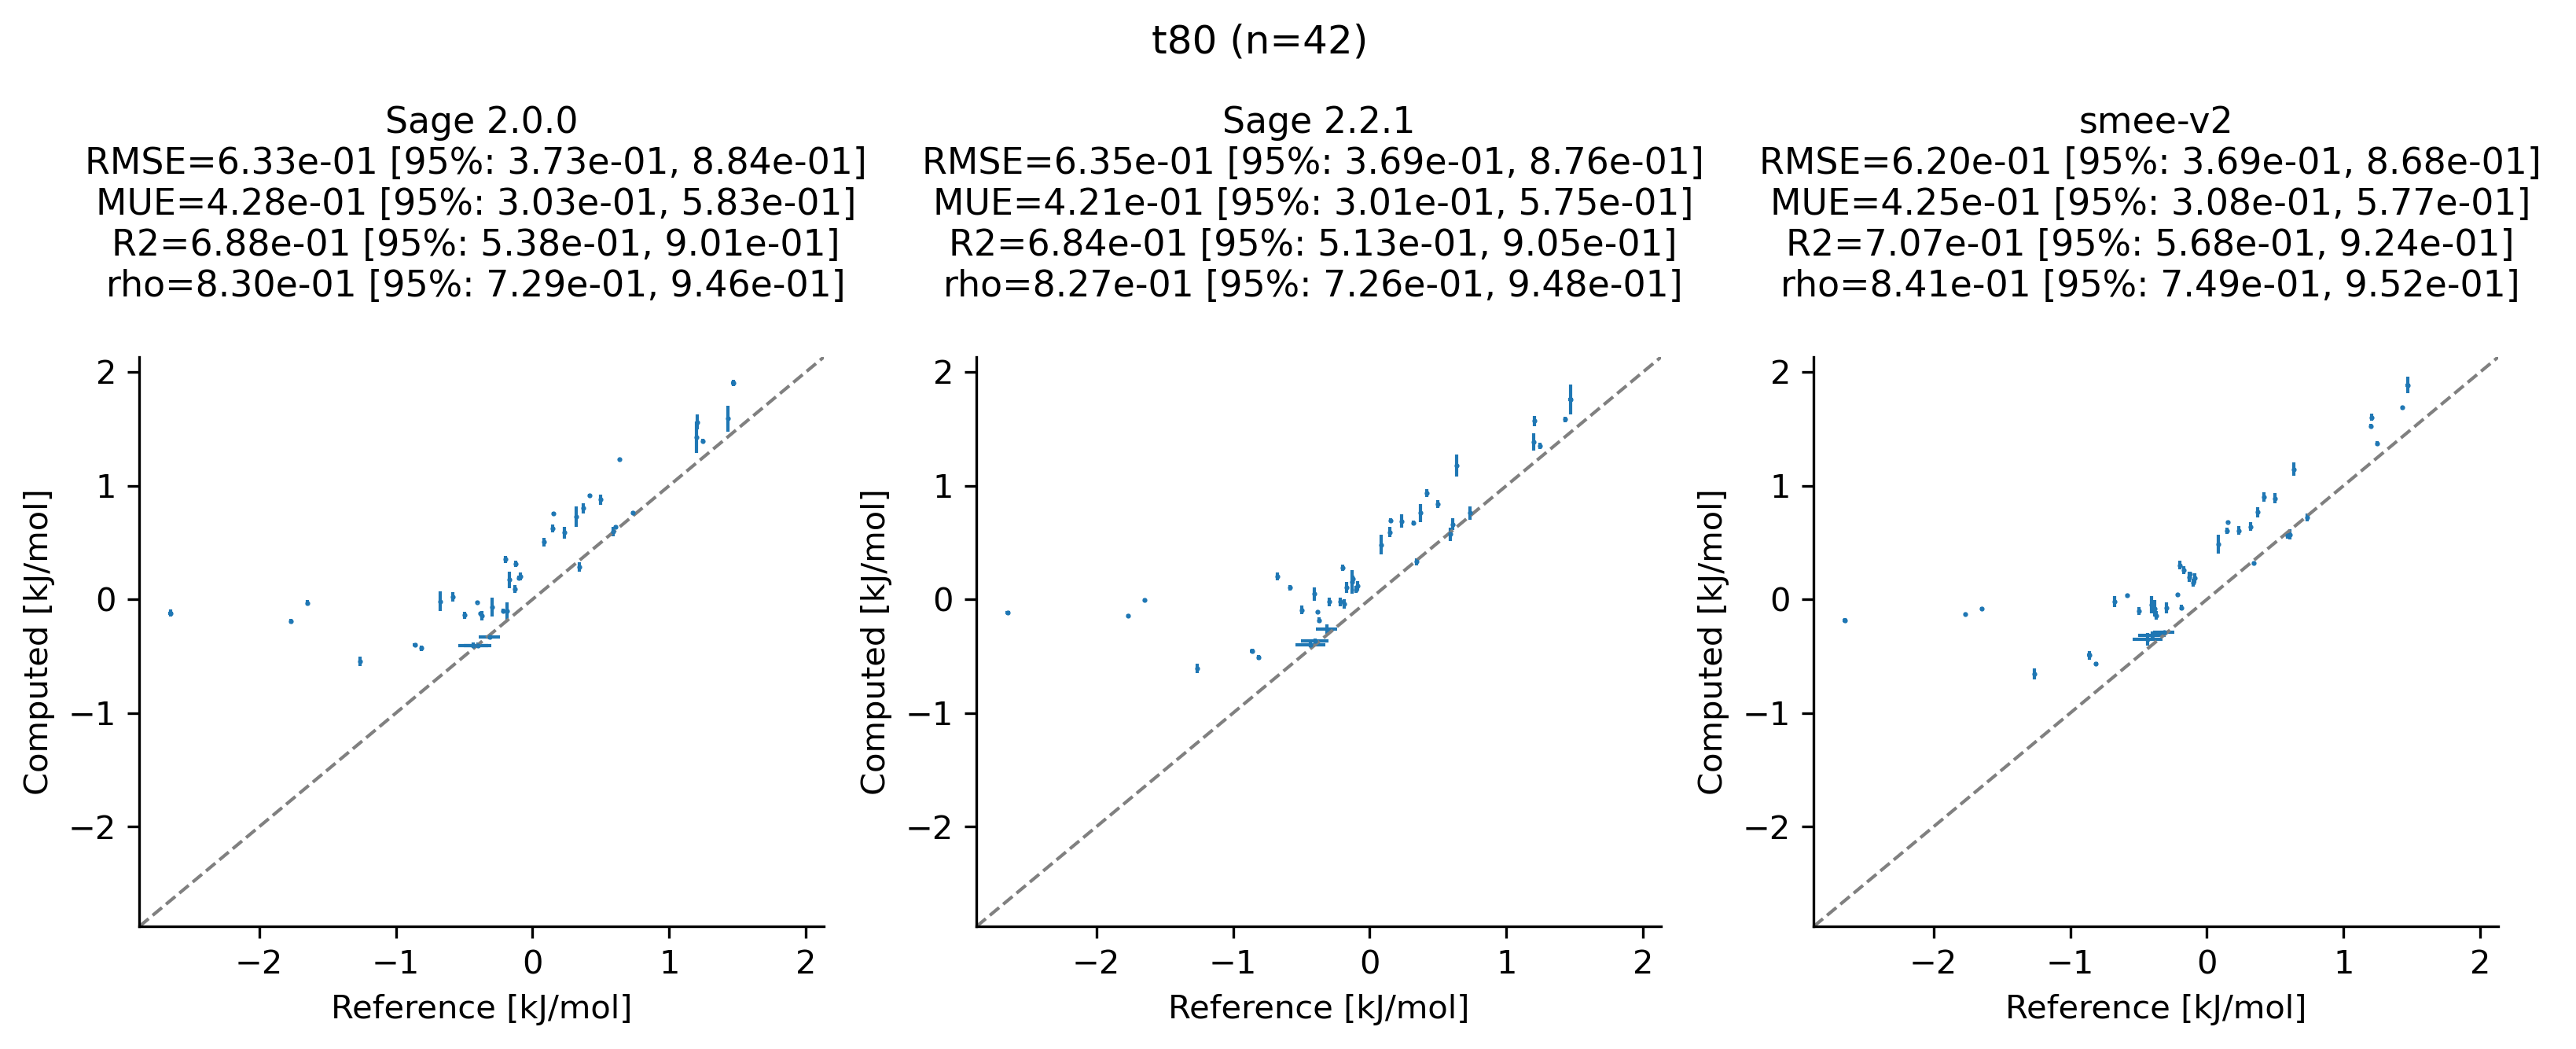 t80 (n=42)
Sage 2.0.0
RMSE=6.33e-01 [95%: 3.73e-01, 8.84e-01]
MUE=4.28e-01 [95%: 3.03e-01, 5.83e-01]
R2=6.88e-01 [95%: 5.38e-01, 9.01e-01]
rho=8.30e-01 [95%: 7.29e-01, 9.46e-01]
2
1
0
−1
−2
Computed [kJ/mol]
−2 −1 0 1 2
Reference [kJ/mol]
Sage 2.2.1
RMSE=6.35e-01 [95%: 3.69e-01, 8.76e-01]
MUE=4.21e-01 [95%: 3.01e-01, 5.75e-01]
R2=6.84e-01 [95%: 5.13e-01, 9.05e-01]
rho=8.27e-01 [95%: 7.26e-01, 9.48e-01]
2
1
0
−1
−2
Computed [kJ/mol]
−2 −1 0 1 2
Reference [kJ/mol]
smee-v2
RMSE=6.20e-01 [95%: 3.69e-01, 8.68e-01]
MUE=4.25e-01 [95%: 3.08e-01, 5.77e-01]
R2=7.07e-01 [95%: 5.68e-01, 9.24e-01]
rho=8.41e-01 [95%: 7.49e-01, 9.52e-01]
2
1
0
−1
−2
Computed [kJ/mol]
−2 −1 0 1 2
Reference [kJ/mol]